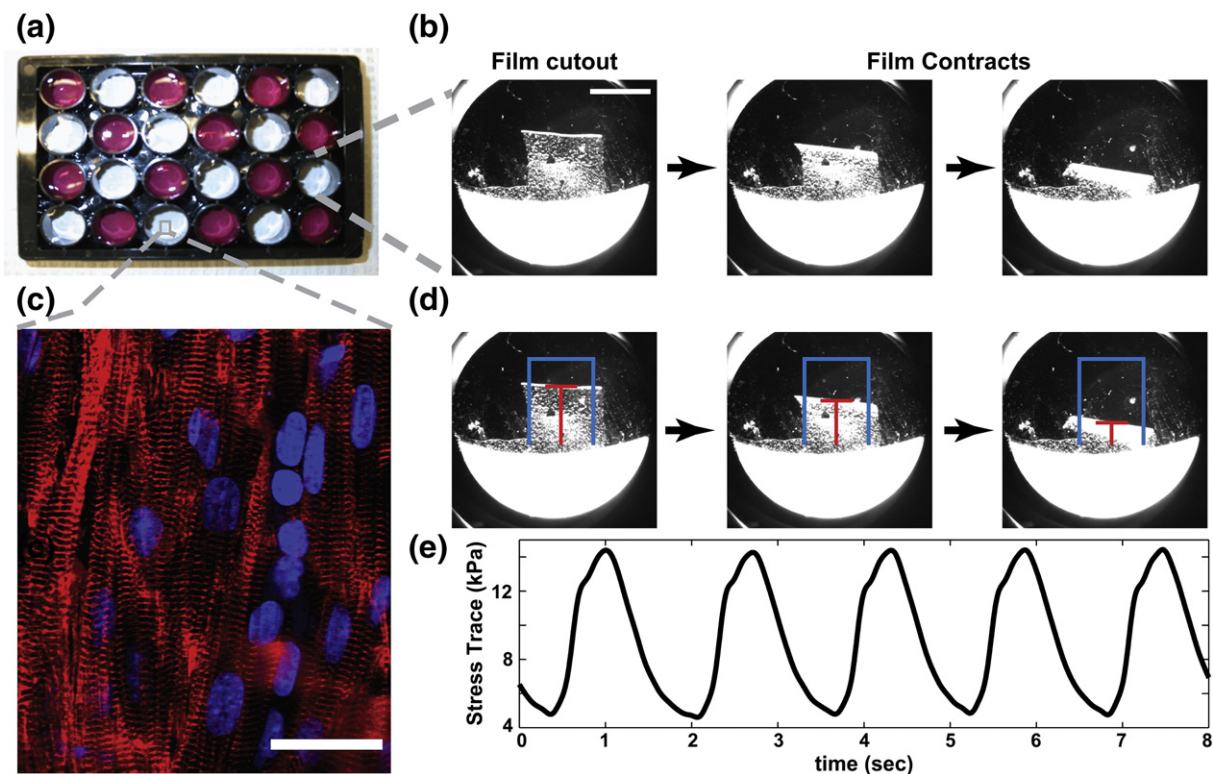 (a)
(b)
Film cutout
Film Contracts
(c)
(d)
(e)
Stress Trace (kPa)
12
8
4
0
1
2
3
4
5
6
7
8
time (sec)